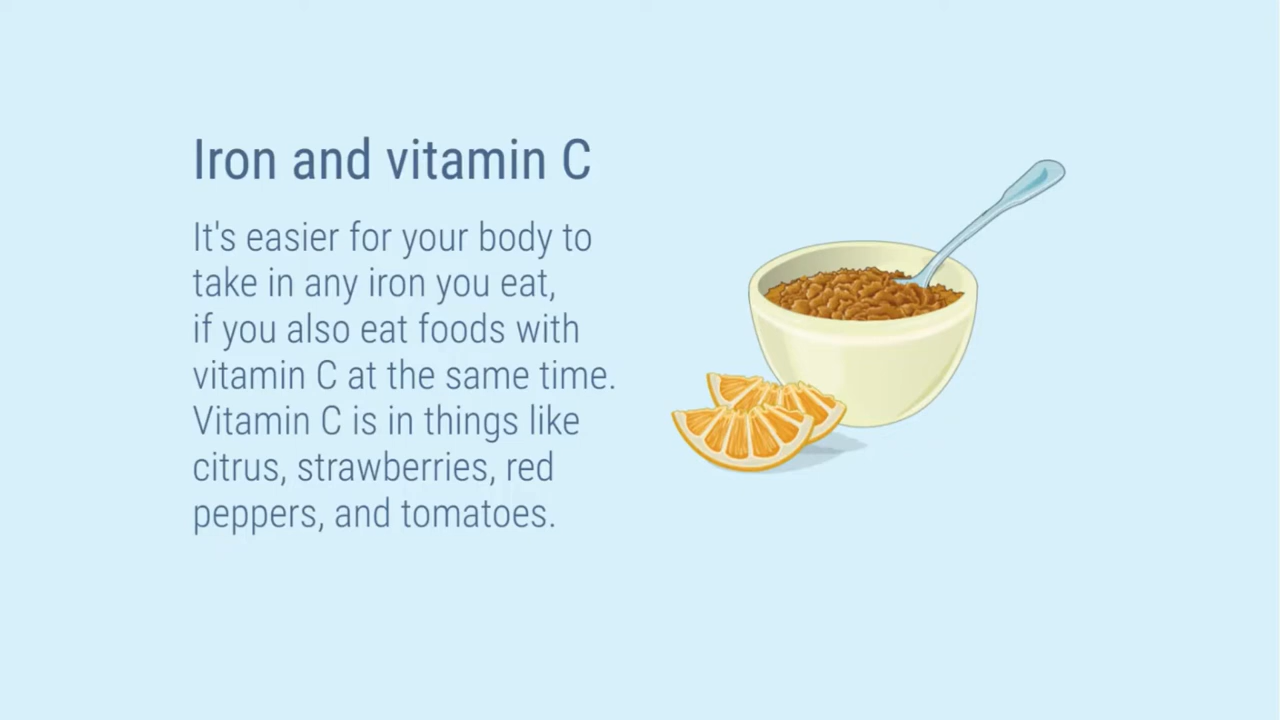 Iron and vitamin C
It's easier for your body to
take in any iron you eat,
if you also eat foods with
vitamin C at the same time.
Vitamin C is in things like
citrus, strawberries, red
peppers, and tomatoes.